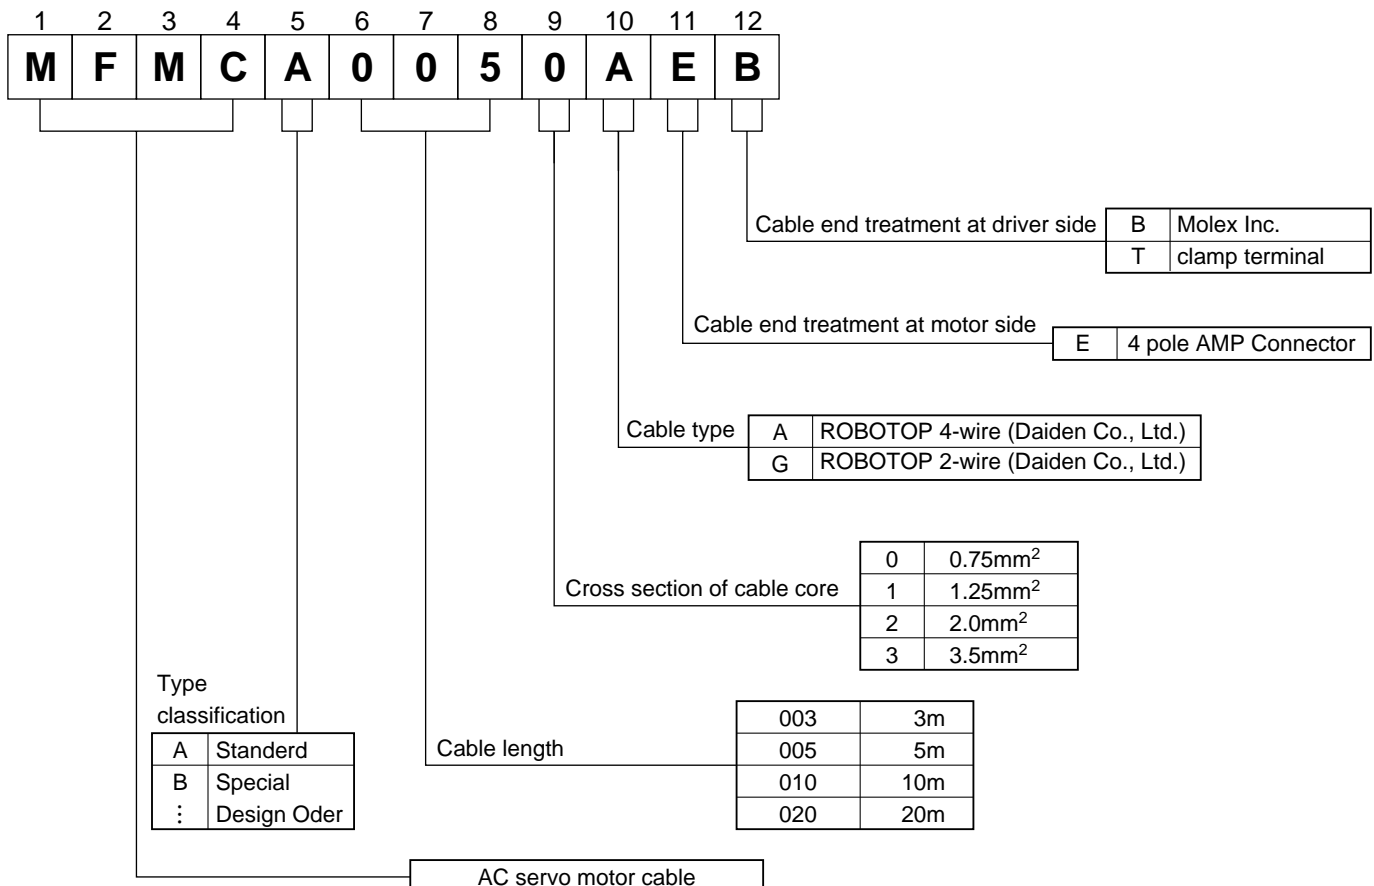 1 2 3 4 5 6 7 8 9 10 11 12
M F M C A 0 0 5 0 A E B
Cable end treatment at driver side
B Molex Inc.
T clamp terminal
Cable end treatment at motor side
E 4 pole AMP Connector
Cable type
A ROBOTOP 4-wire (Daiden Co., Ltd.)
G ROBOTOP 2-wire (Daiden Co., Ltd.)
Cross section of cable core
0 0.75mm²
1 1.25mm²
2 2.0mm²
3 3.5mm²
Type
classification
A Standerd
B Special
⋮ Design Oder
Cable length
003 3m
005 5m
010 10m
020 20m
AC servo motor cable